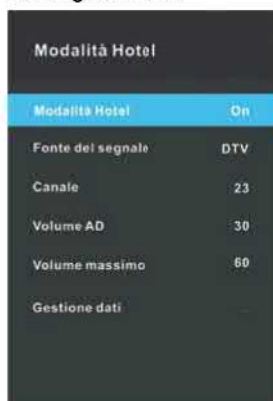 Modalità Hotel
Modalità Hotel On
Fonte del segnale DTV
Canale 23
Volume AD 30
Volume massimo 60
Gestione dati